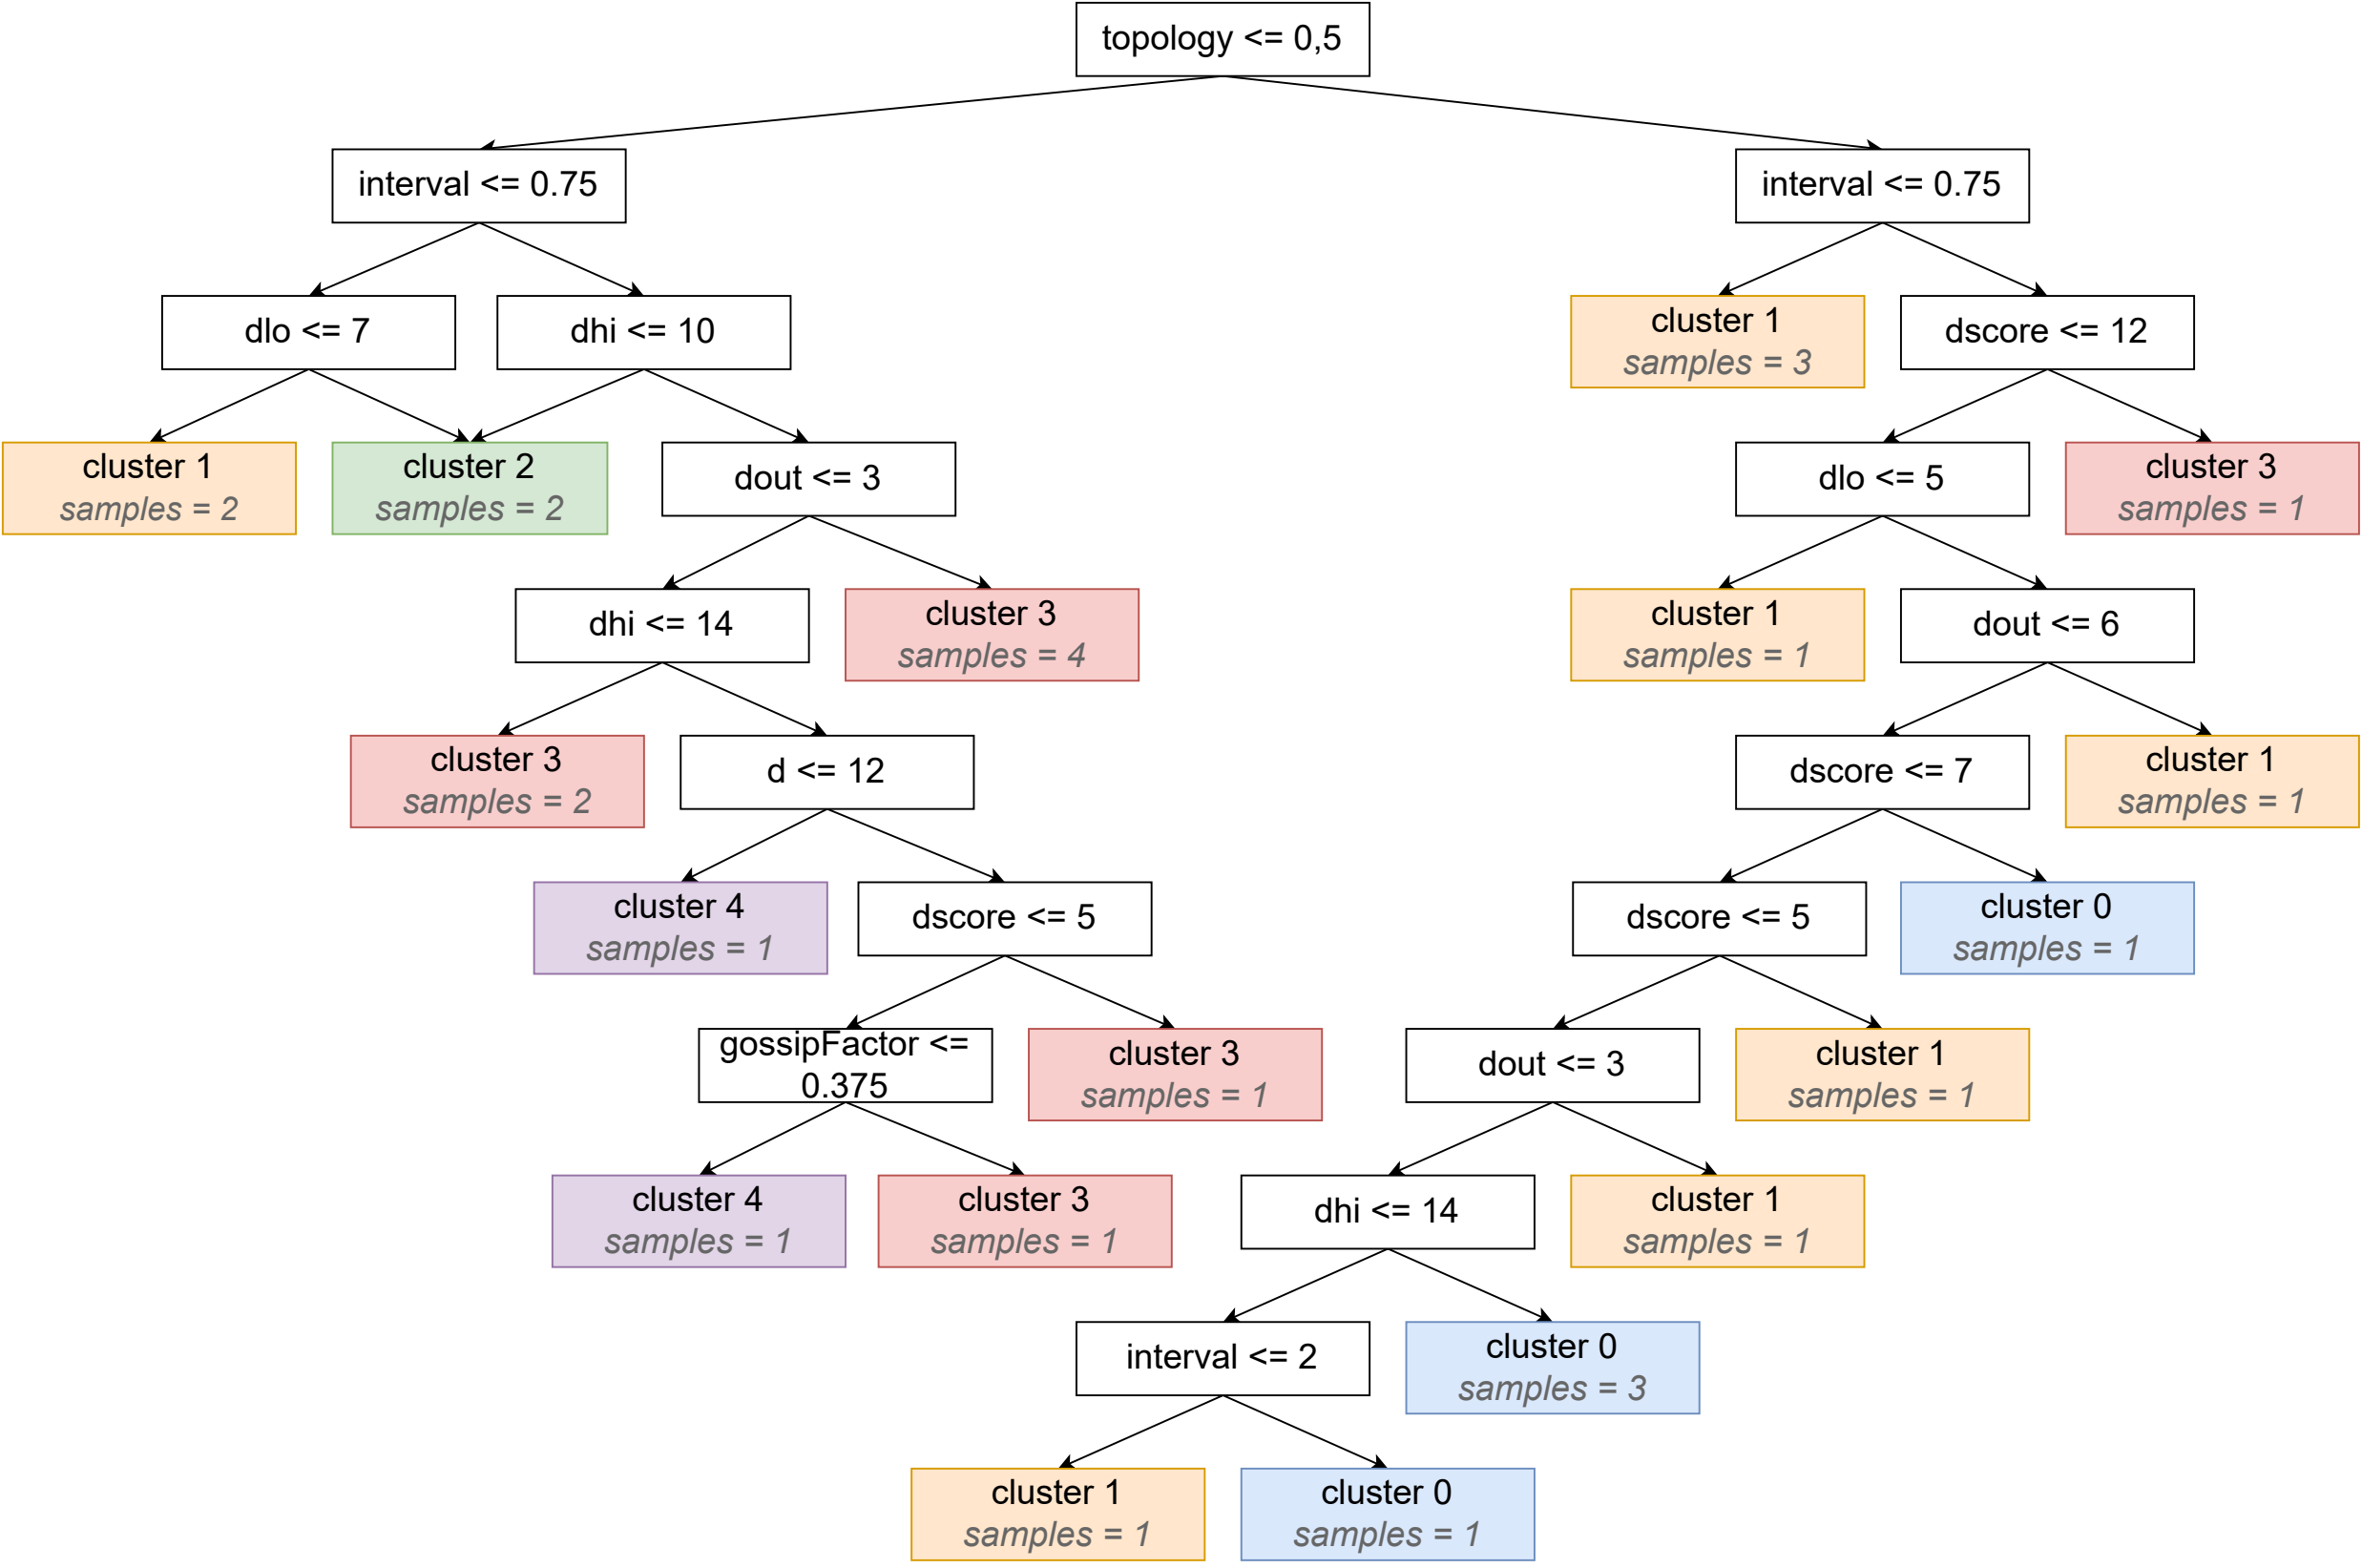 topology <= 0,5
interval <= 0.75
interval <= 0.75
dlo <= 7
dhi <= 10
cluster 1
samples = 3
dscore <= 12
cluster 1
samples = 2
cluster 2
samples = 2
dout <= 3
dlo <= 5
cluster 3
samples = 1
dhi <= 14
cluster 3
samples = 4
cluster 1
samples = 1
dout <= 6
cluster 3
samples = 2
d <= 12
dscore <= 7
cluster 1
samples = 1
cluster 4
samples = 1
dscore <= 5
dscore <= 5
cluster 0
samples = 1
gossipFactor <=
0.375
cluster 3
samples = 1
dout <= 3
cluster 1
samples = 1
cluster 4
samples = 1
cluster 3
samples = 1
dhi <= 14
cluster 1
samples = 1
interval <= 2
cluster 0
samples = 3
cluster 1
samples = 1
cluster 0
samples = 1